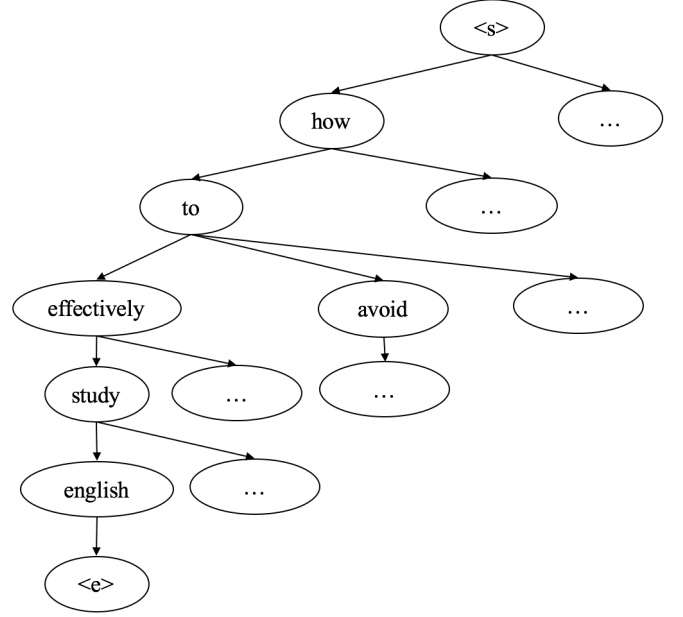 <s>
how
…
to
…
effectively
avoid
…
study
…
…
english
…
<e>